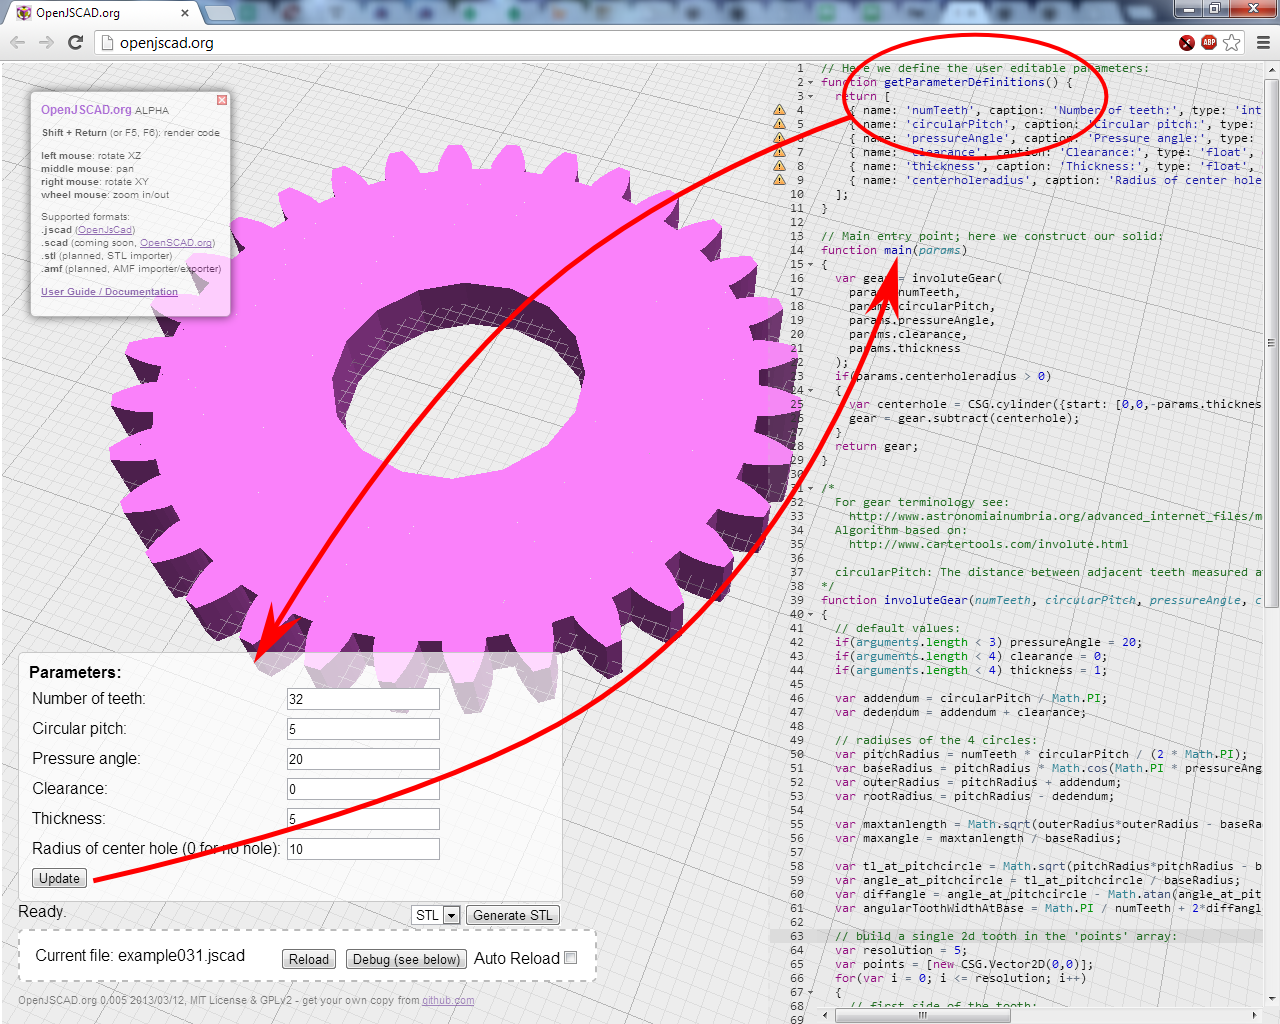 OpenJSCAD.org
openjscad.org
ABP
OpenJSCAD.org ALPHA
Shift + Return (or F5, F6): render code
left mouse: rotate XZ
middle mouse: pan
right mouse: rotate XY
wheel mouse: zoom in/out
Supported formats:
.jscad (OpenJsCad)
.scad (coming soon, OpenSCAD.org)
.stl (planned, STL importer)
.amf (planned, AMF importer/exporter)
User Guide / Documentation
Parameters:
Number of teeth: 32
Circular pitch: 5
Pressure angle: 20
Clearance: 0
Thickness: 5
Radius of center hole (0 for no hole): 10
Update
Ready.
STL Generate STL
Current file: example031.jscad Reload Debug (see below) Auto Reload
OpenJSCAD.org 0.005 2013/03/12, MIT License & GPLv2 - get your own copy from github.com
1 // Here we define the user editable parameters:
2 function getParameterDefinitions() {
3 return [
4 { name: 'numTeeth', caption: 'Number of teeth:', type: 'int
5 { name: 'circularPitch', caption: 'Circular pitch:', type:
6 { name: 'pressureAngle', caption: 'Pressure angle:', type:
7 { name: 'clearance', caption: 'Clearance:', type: 'float',
8 { name: 'thickness', caption: 'Thickness:', type: 'float',
9 { name: 'centerholeradius', caption: 'Radius of center hole
10 ];
11 }
12
13 // Main entry point; here we construct our solid:
14 function main(params)
15 {
16 var gear = involuteGear(
17 params.numTeeth,
18 params.circularPitch,
19 params.pressureAngle,
20 params.clearance,
21 params.thickness
22 );
23 if(params.centerholeradius > 0)
24 {
25 var centerhole = CSG.cylinder({start: [0,0,-params.thicknes
26 gear = gear.subtract(centerhole);
27 }
28 return gear;
29 }
30
31 /*
32 For gear terminology see:
33 http://www.astronomiainumbria.org/advanced_internet_files/m
34 Algorithm based on:
35 http://www.cartertools.com/involute.html
36
37 circularPitch: The distance between adjacent teeth measured a
38 */
39 function involuteGear(numTeeth, circularPitch, pressureAngle, c
40 {
41 // default values:
42 if(arguments.length < 3) pressureAngle = 20;
43 if(arguments.length < 4) clearance = 0;
44 if(arguments.length < 4) thickness = 1;
45
46 var addendum = circularPitch / Math.PI;
47 var dedendum = addendum + clearance;
48
49 // radiuses of the 4 circles:
50 var pitchRadius = numTeeth * circularPitch / (2 * Math.PI);
51 var baseRadius = pitchRadius * Math.cos(Math.PI * pressureAng
52 var outerRadius = pitchRadius + addendum;
53 var rootRadius = pitchRadius - dedendum;
54
55 var maxtanlength = Math.sqrt(outerRadius*outerRadius - baseRa
56 var maxangle = maxtanlength / baseRadius;
57
58 var tl_at_pitchcircle = Math.sqrt(pitchRadius*pitchRadius - b
59 var angle_at_pitchcircle = tl_at_pitchcircle / baseRadius;
60 var diffangle = angle_at_pitchcircle - Math.atan(angle_at_pit
61 var angularToothWidthAtBase = Math.PI / numTeeth + 2*diffangl
62
63 // build a single 2d tooth in the 'points' array:
64 var resolution = 5;
65 var points = [new CSG.Vector2D(0,0)];
66 for(var i = 0; i <= resolution; i++)
67 {
68 // first side of the tooth:
69